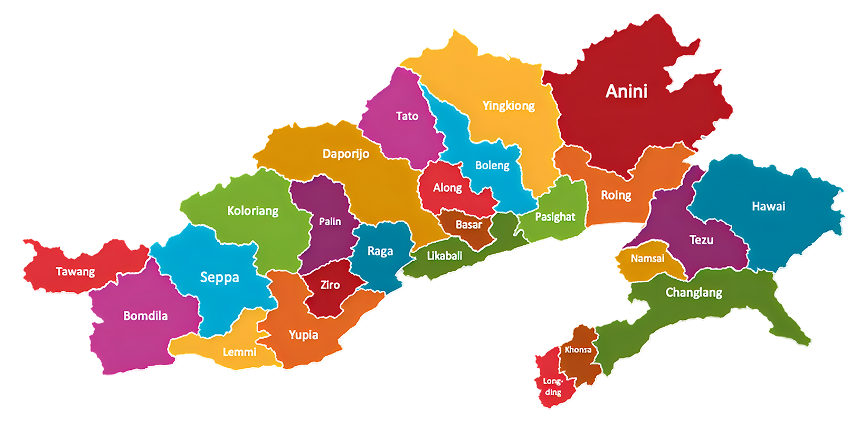 Anini
Yingkiong
Tato
Daporijo
Boleng
Along
Roing
Hawai
Koloriang
Palin
Basar
Pasighat
Raga
Likabali
Tezu
Namsai
Tawang
Seppa
Ziro
Changlang
Bomdila
Yupia
Lemmi
Khonsa
Long-
ding